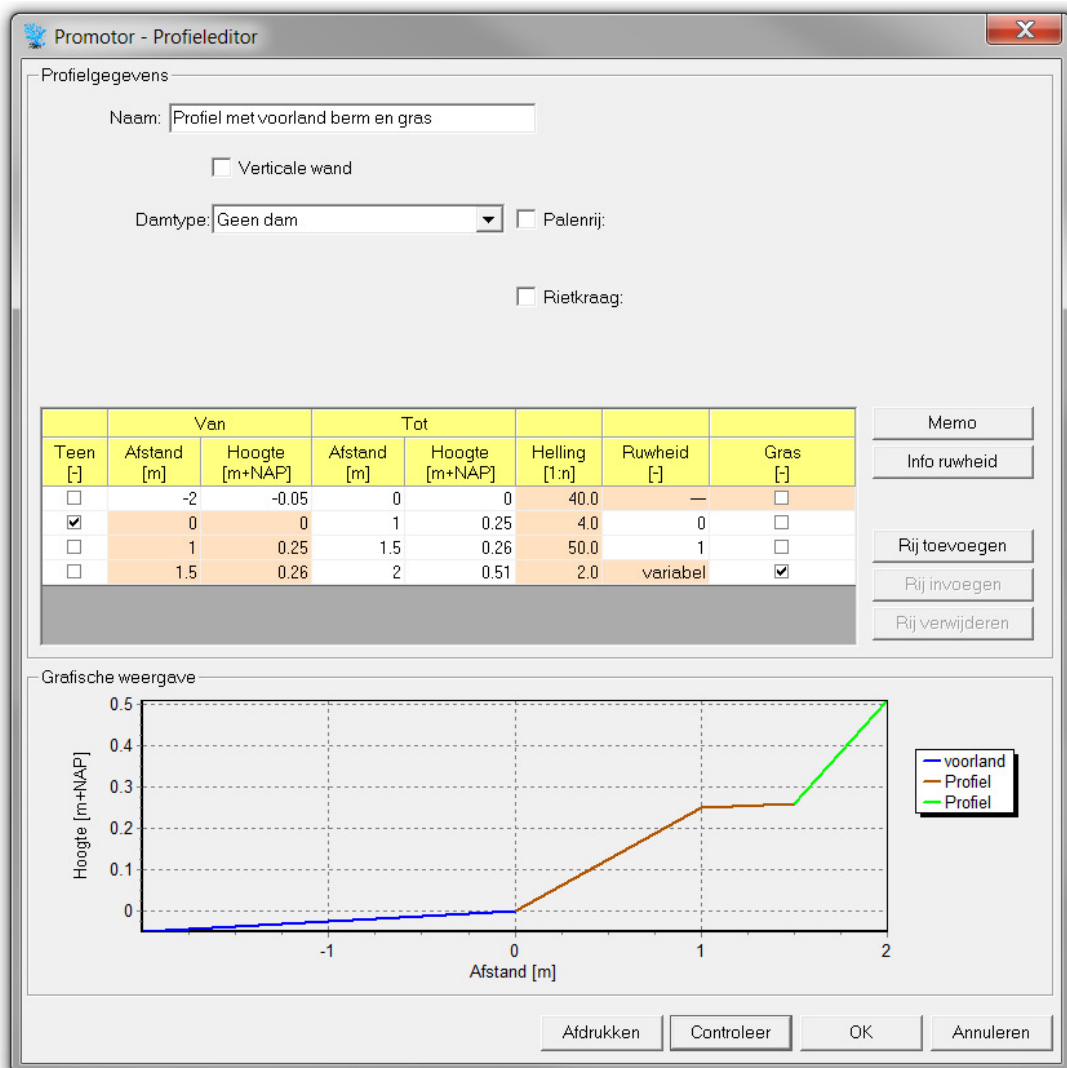 Promotor - Profieleditor
X
Profielgegevens
Naam: Profiel met voorland berm en gras
Verticale wand
Damtype: Geen dam
Palenrij:
Rietkraag:
Van Tot
Teen [-] Afstand [m] Hoogte [m+NAP] Afstand [m] Hoogte [m+NAP] Helling [1:n] Ruwheid [-] Gras [-]
-2 -0.05 0 0 40.0 —
0 0 1 0.25 4.0 0
1 0.25 1.5 0.26 50.0 1
1.5 0.26 2 0.51 2.0 variabel
Memo
Info ruwheid
Rij toevoegen
Rij invoegen
Rij verwijderen
Grafische weergave
Hoogte [m+NAP]
0.5
0.4
0.3
0.2
0.1
0
-1 0 1 2
Afstand [m]
voorland
Profiel
Profiel
Afdrukken Controleer OK Annuleren